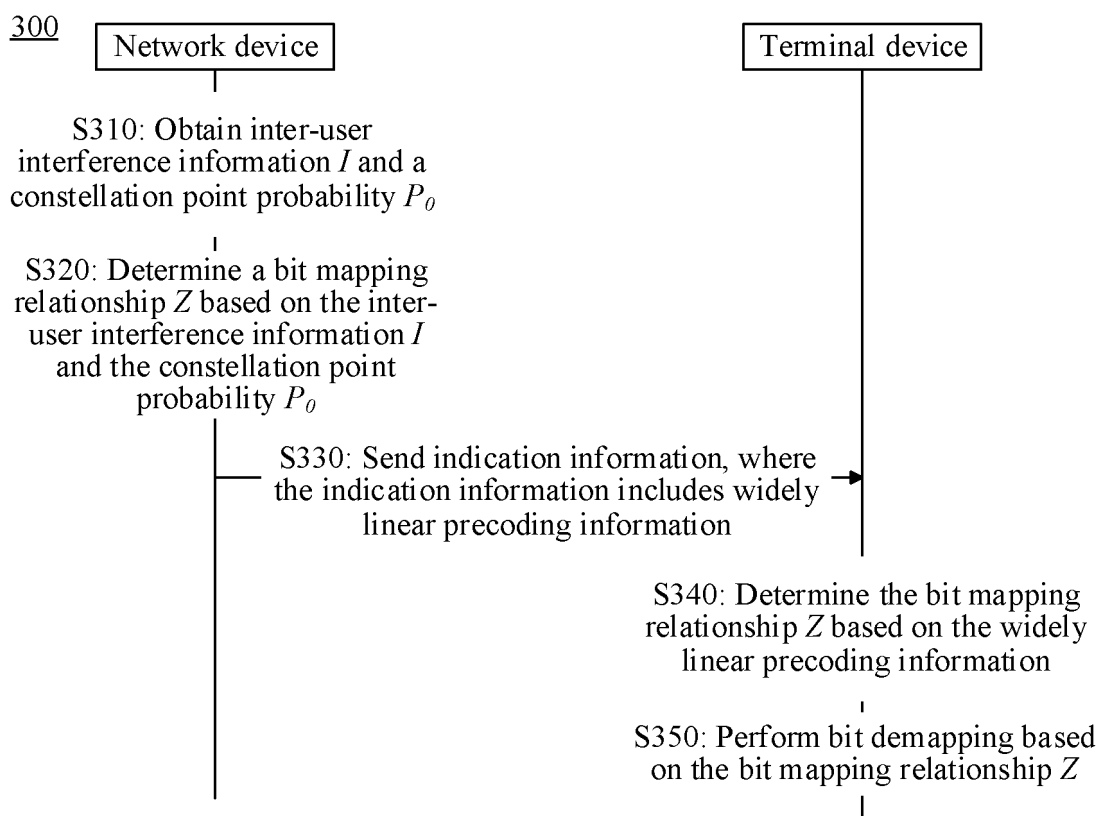 300
Network device
Terminal device
S310: Obtain inter-user
interference information I and a
constellation point probability P₀
S320: Determine a bit mapping
relationship Z based on the inter-
user interference information I
and the constellation point
probability P₀
S330: Send indication information, where
the indication information includes widely
linear precoding information
S340: Determine the bit mapping
relationship Z based on the widely
linear precoding information
S350: Perform bit demapping based
on the bit mapping relationship Z